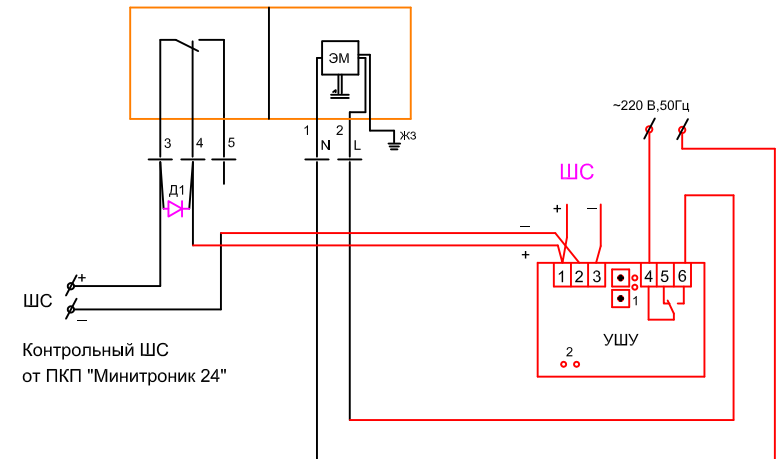 ЭМ
3 4 5 1 2
N L ЖЗ
Д1
~220 В,50Гц
ШС
+ –
–
+
ШС
+
–
1 2 3 4 5 6
1
УШУ
2
Контрольный ШС
от ПКП "Минитроник 24"